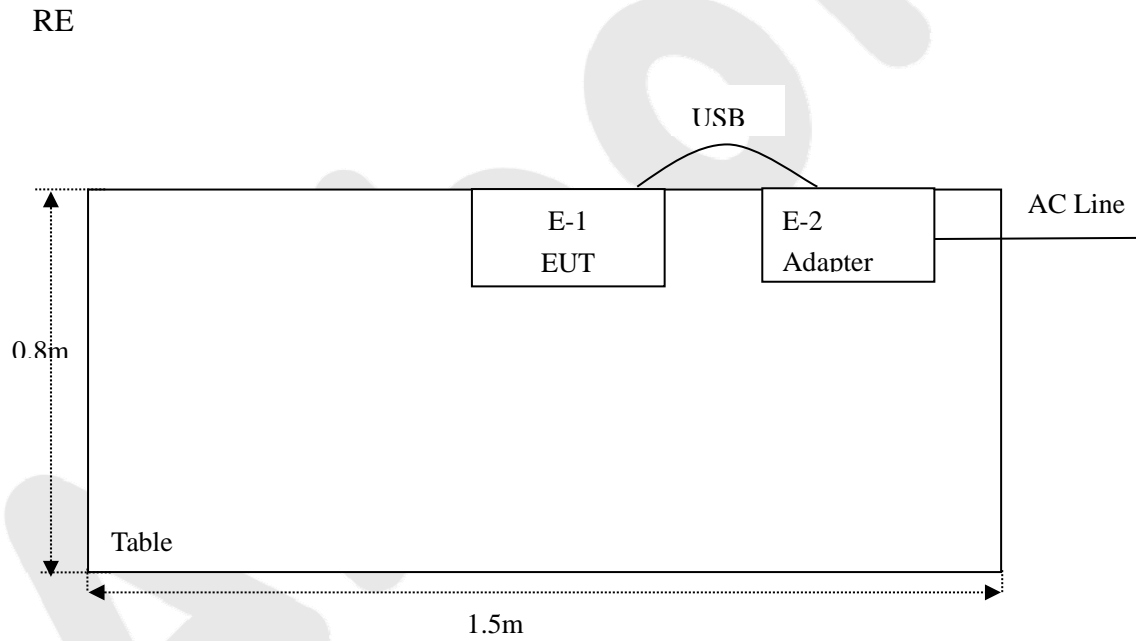 RE
USB
AC Line
E-1
EUT
E-2
Adapter
0.8m
Table
1.5m